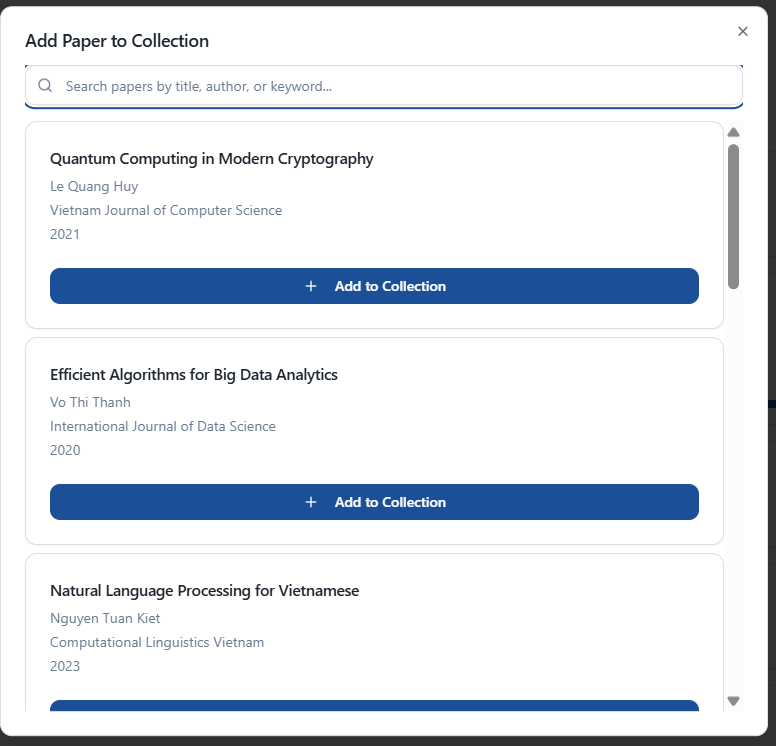 Add Paper to Collection
Search papers by title, author, or keyword...
Quantum Computing in Modern Cryptography
Le Quang Huy
Vietnam Journal of Computer Science
2021
Add to Collection
Efficient Algorithms for Big Data Analytics
Vo Thi Thanh
International Journal of Data Science
2020
Add to Collection
Natural Language Processing for Vietnamese
Nguyen Tuan Kiet
Computational Linguistics Vietnam
2023